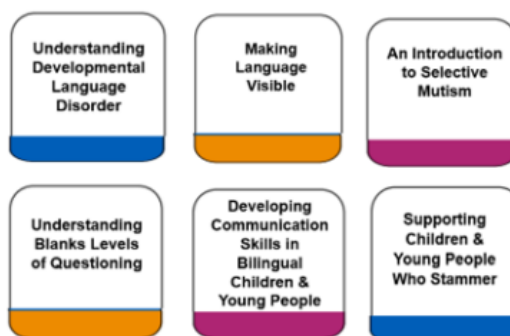 Understanding
Developmental
Language
Disorder
Making
Language
Visible
An Introduction
to Selective
Mutism
Understanding
Blanks Levels
of Questioning
Developing
Communication
Skills in
Bilingual
Children &
Young People
Supporting
Children &
Young People
Who Stammer